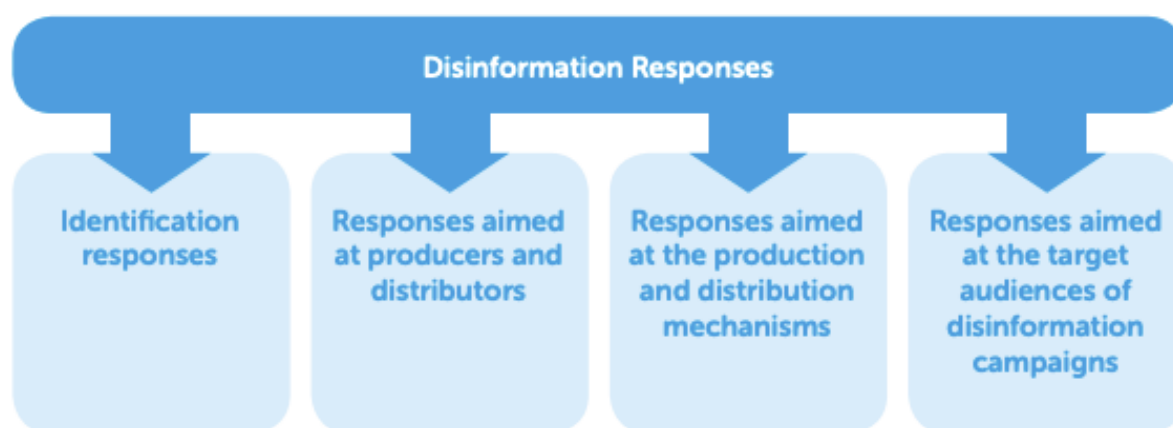 Disinformation Responses
Identification
responses
Responses aimed
at producers and
distributors
Responses aimed
at the production
and distribution
mechanisms
Responses aimed
at the target
audiences of
disinformation
campaigns